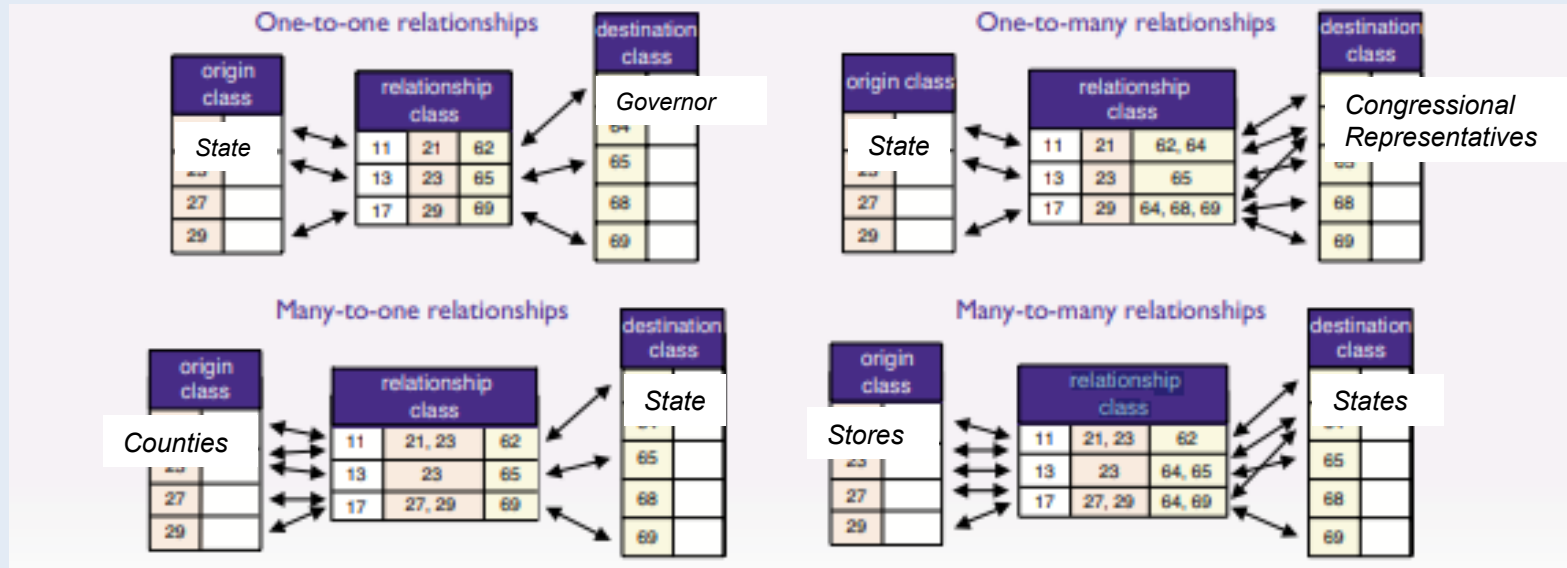 One-to-one relationships
origin
class
State
27
29
relationship
class
11 21 62
13 23 65
17 29 69
destination
class
Governor
64
65
68
69
One-to-many relationships
origin class
State
27
29
relationship
class
11 21 62, 64
13 23 65
17 29 64, 68, 69
destination
class
Congressional
Representatives
68
69
Many-to-one relationships
origin
class
Counties
27
29
relationship
class
11 21, 23 62
13 23 65
17 27, 29 69
destination
class
State
65
68
69
Many-to-many relationships
origin
class
Stores
23
27
29
relationship
class
11 21, 23 62
13 23 64, 65
17 27, 29 64, 69
destination
class
States
65
68
69